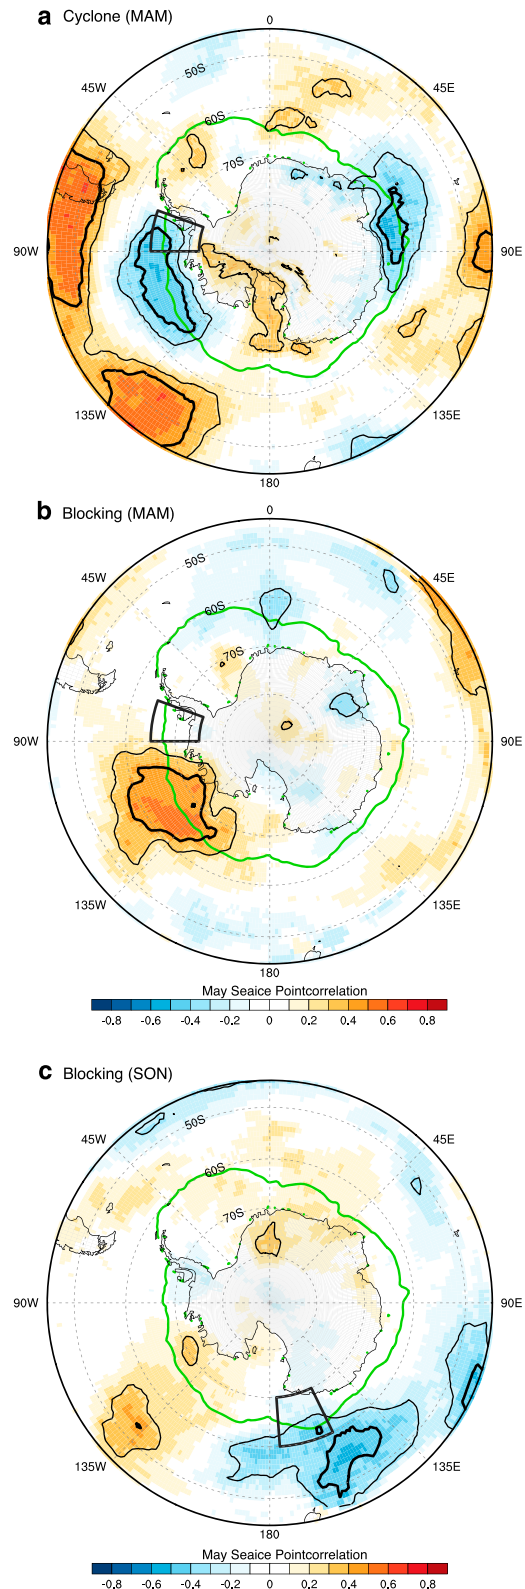 a Cyclone (MAM)
0
50S
45W
45E
60S
70S
90W
90E
135W
135E
180
b Blocking (MAM)
0
50S
45W
45E
60S
70S
90W
90E
135W
135E
180
May Seaice Pointcorrelation
-0.8 -0.6 -0.4 -0.2 0 0.2 0.4 0.6 0.8
c Blocking (SON)
0
50S
45W
45E
60S
70S
90W
90E
135W
135E
180
May Seaice Pointcorrelation
-0.8 -0.6 -0.4 -0.2 0 0.2 0.4 0.6 0.8